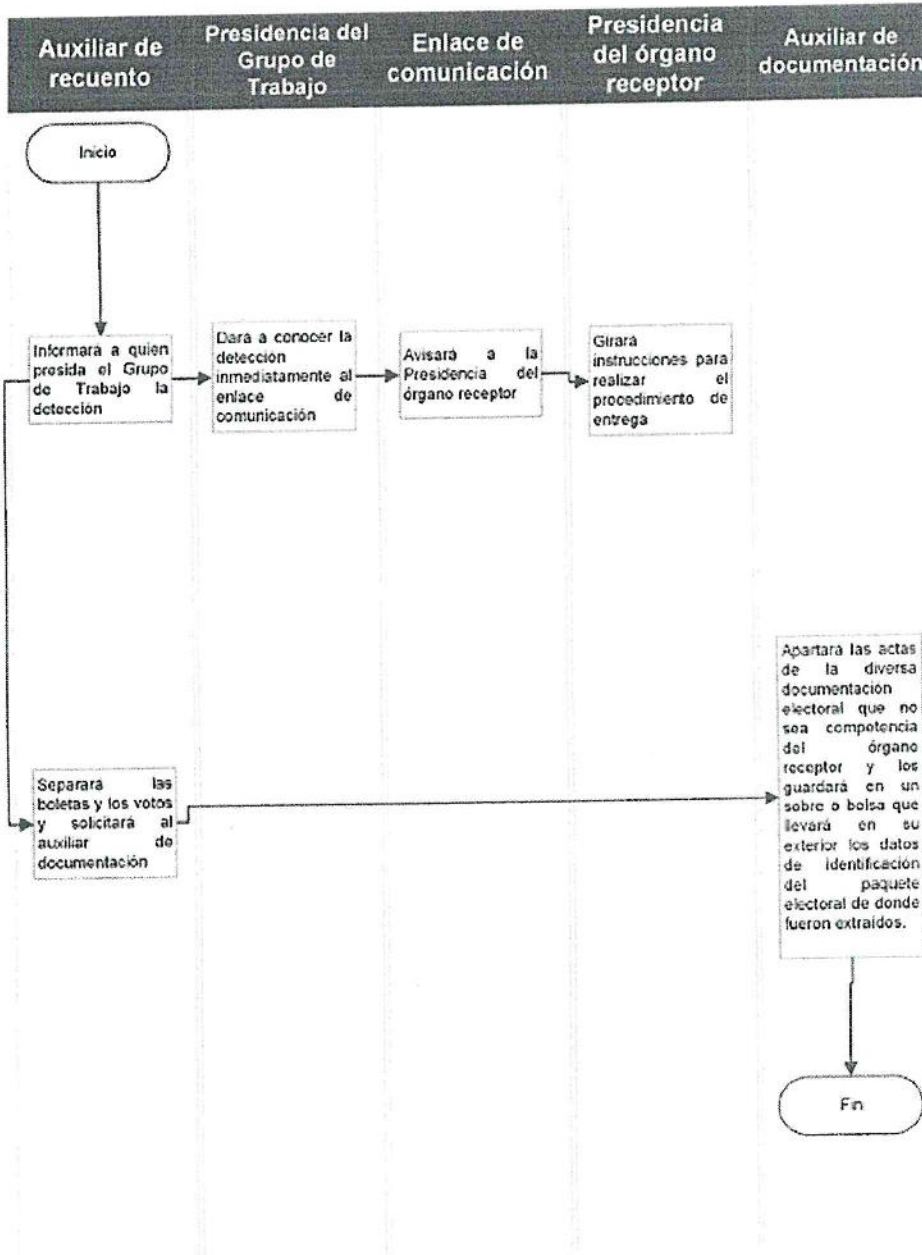 Auxiliar de
recuento
Presidencia del
Grupo de
Trabajo
Enlace de
comunicación
Presidencia
del órgano
receptor
Auxiliar de
documentación
Inicio
Informará a quien
presida el Grupo
de Trabajo la
detección
Dará a conocer la
detección
inmediatamente al
enlace de
comunicación
Avisará a la
Presidencia del
órgano receptor
Girará
instrucciones para
realizar el
procedimiento de
entrega
Separará las
boletas y los votos
y solicitará al
auxiliar de
documentación
Apartará las actas
de la diversa
documentación
electoral que no
sea competencia
del órgano
receptor y los
guardará en un
sobre o bolsa que
llevará en su
exterior los datos
de identificación
del paquete
electoral de donde
fueron extraídos.
Fin